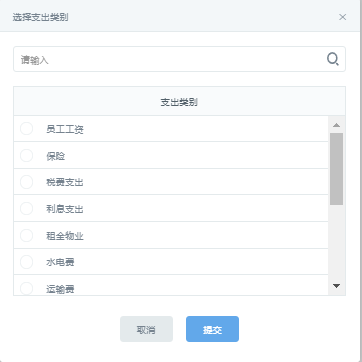 选择支出类别
请输入
支出类别
员工工资
保险
税费支出
利息支出
租金物业
水电费
运输费
取消
提交